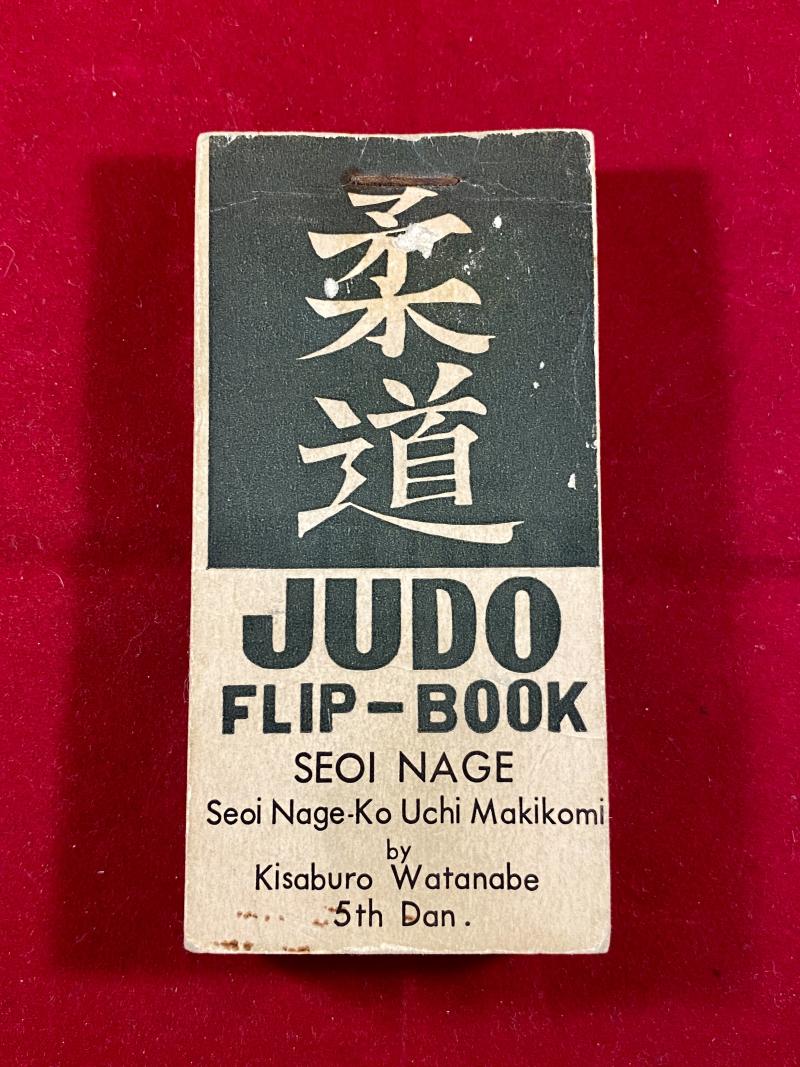 柔
道
JUDO
FLIP-BOOK
SEOI NAGE
Seoi Nage-Ko Uchi Makikomi
by
Kisaburo Watanabe
5th Dan.